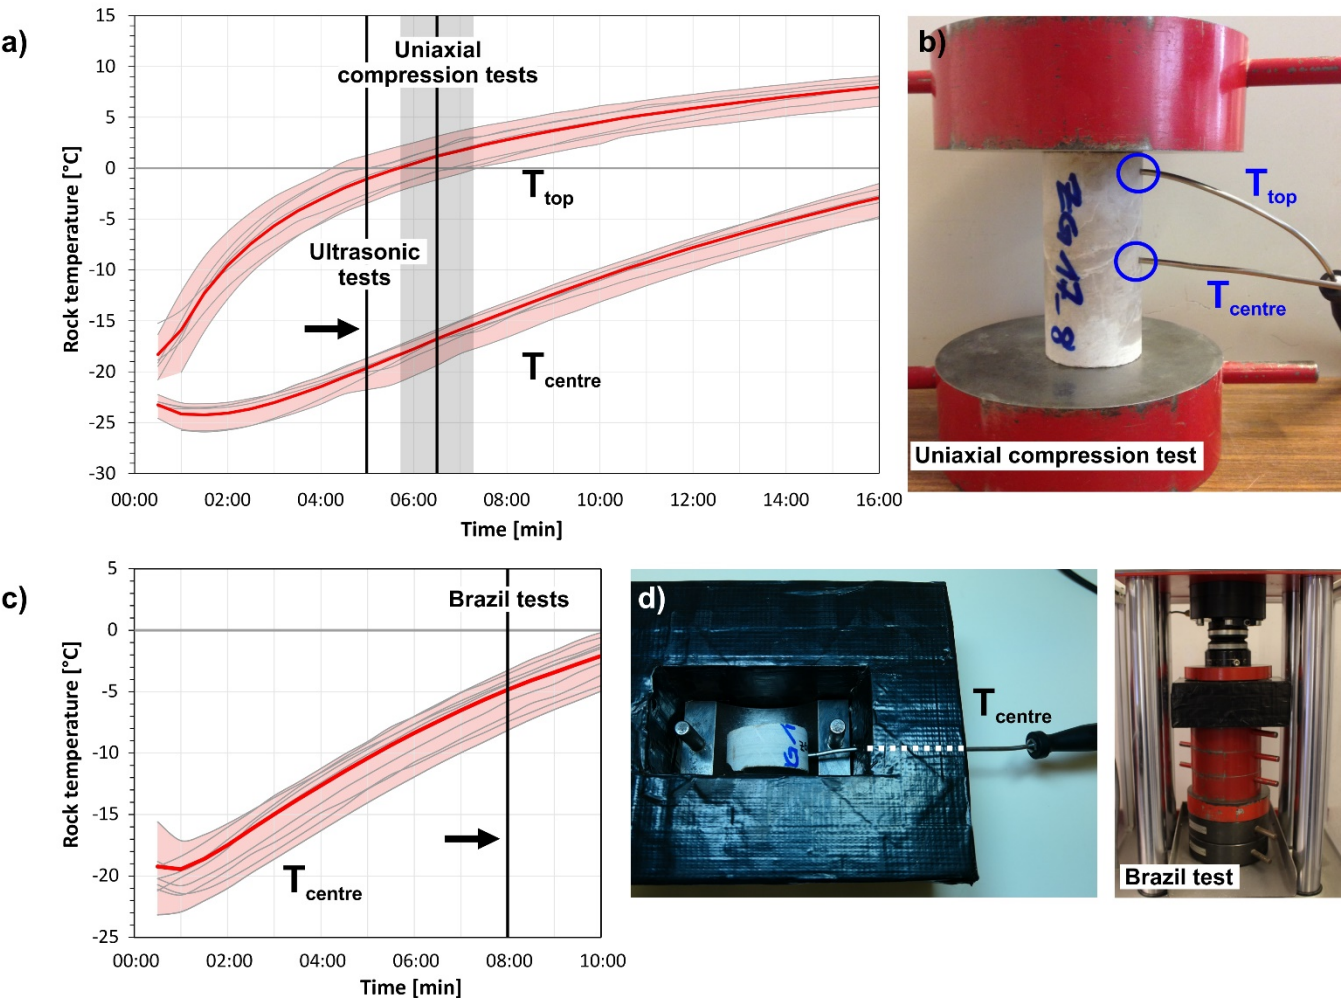 a)
15
10
5
0
-5
-10
-15
-20
-25
-30
Rock temperature [°C]
Uniaxial
compression tests
T top
Ultrasonic
tests
T centre
00:00 02:00 04:00 06:00 08:00 10:00 12:00 14:00 16:00
Time [min]
b)
ZG 17-8
T top
T centre
Uniaxial compression test
c)
5
0
-5
-10
-15
-20
-25
Rock temperature [°C]
Brazil tests
T centre
00:00 02:00 04:00 06:00 08:00 10:00
Time [min]
d)
T centre
Brazil test